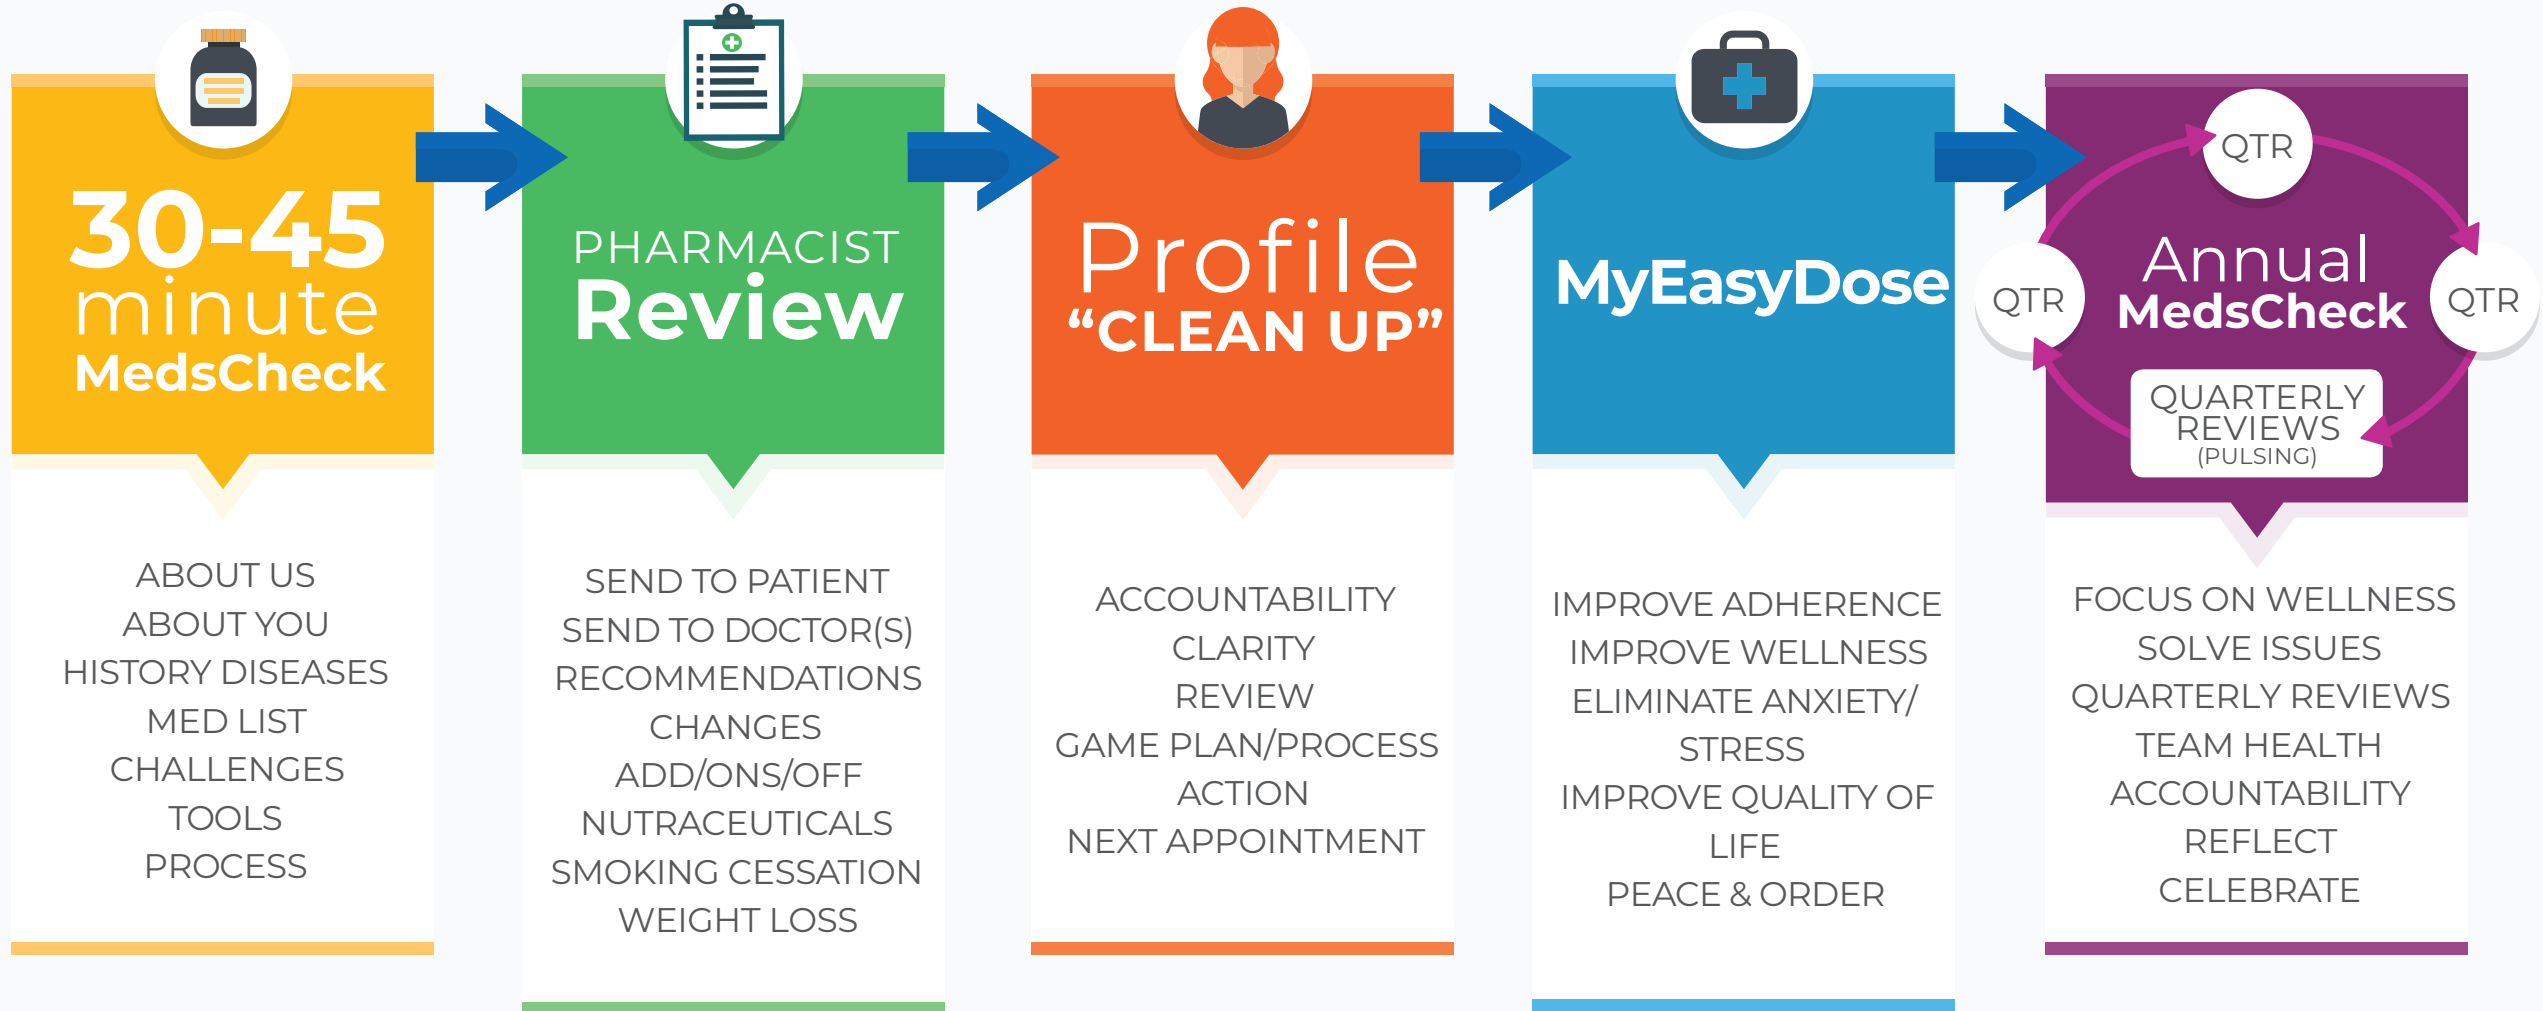 30-45
minute
MedsCheck
ABOUT US
ABOUT YOU
HISTORY DISEASES
MED LIST
CHALLENGES
TOOLS
PROCESS
PHARMACIST
Review
SEND TO PATIENT
SEND TO DOCTOR(S)
RECOMMENDATIONS
CHANGES
ADD/ONS/OFF
NUTRACEUTICALS
SMOKING CESSATION
WEIGHT LOSS
Profile
“CLEAN UP”
ACCOUNTABILITY
CLARITY
REVIEW
GAME PLAN/PROCESS
ACTION
NEXT APPOINTMENT
MyEasyDose
IMPROVE ADHERENCE
IMPROVE WELLNESS
ELIMINATE ANXIETY/
STRESS
IMPROVE QUALITY OF
LIFE
PEACE & ORDER
QTR
QTR
Annual
MedsCheck
QTR
QUARTERLY
REVIEWS
(PULSING)
FOCUS ON WELLNESS
SOLVE ISSUES
QUARTERLY REVIEWS
TEAM HEALTH
ACCOUNTABILITY
REFLECT
CELEBRATE